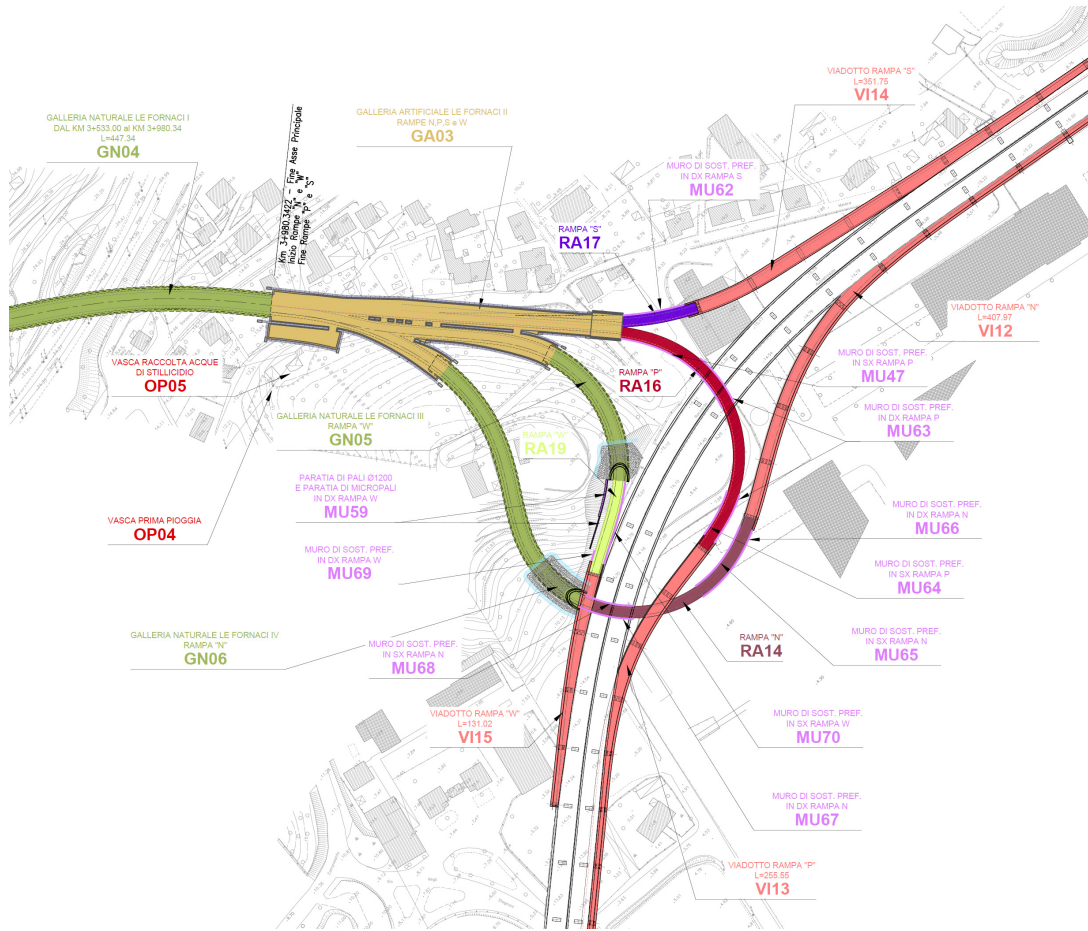 VIADOTTO RAMPA "S"
L=351.75
VI14
GALLERIA NATURALE LE FORNACI I
DAL KM 3+533.00 al KM 3+980.34
L=447.34
GN04
Km 3+980.3422 - Fine Asse Principale
Inizio Rampe "N" e "W"
Fine Rampe "P" e "S"
GALLERIA ARTIFICIALE LE FORNACI II
RAMPE N,P,S e W
GA03
MURO DI SOST. PREF.
IN DX RAMPA S
MU62
RAMPA "S"
RA17
VIADOTTO RAMPA "N"
L=407.97
VI12
VASCA RACCOLTA ACQUE
DI STILLICIDIO
OP05
RAMPA "P"
RA16
MURO DI SOST. PREF.
IN SX RAMPA P
MU47
MURO DI SOST. PREF.
IN DX RAMPA P
MU63
GALLERIA NATURALE LE FORNACI III
RAMPA "W"
GN05
RAMPA "W"
RA19
PARATIA DI PALI Ø1200
E PARATIA DI MICROPALI
IN DX RAMPA W
MU59
MURO DI SOST. PREF.
IN DX RAMPA N
MU66
VASCA PRIMA PIOGGIA
OP04
MURO DI SOST. PREF.
IN DX RAMPA W
MU69
MURO DI SOST. PREF.
IN SX RAMPA P
MU64
GALLERIA NATURALE LE FORNACI IV
RAMPA "N"
GN06
MURO DI SOST. PREF.
IN SX RAMPA N
MU68
RAMPA "N"
RA14
MURO DI SOST. PREF.
IN SX RAMPA N
MU65
VIADOTTO RAMPA "W"
L=131.02
VI15
MURO DI SOST. PREF.
IN SX RAMPA W
MU70
MURO DI SOST. PREF.
IN DX RAMPA N
MU67
VIADOTTO RAMPA "P"
L=255.55
VI13